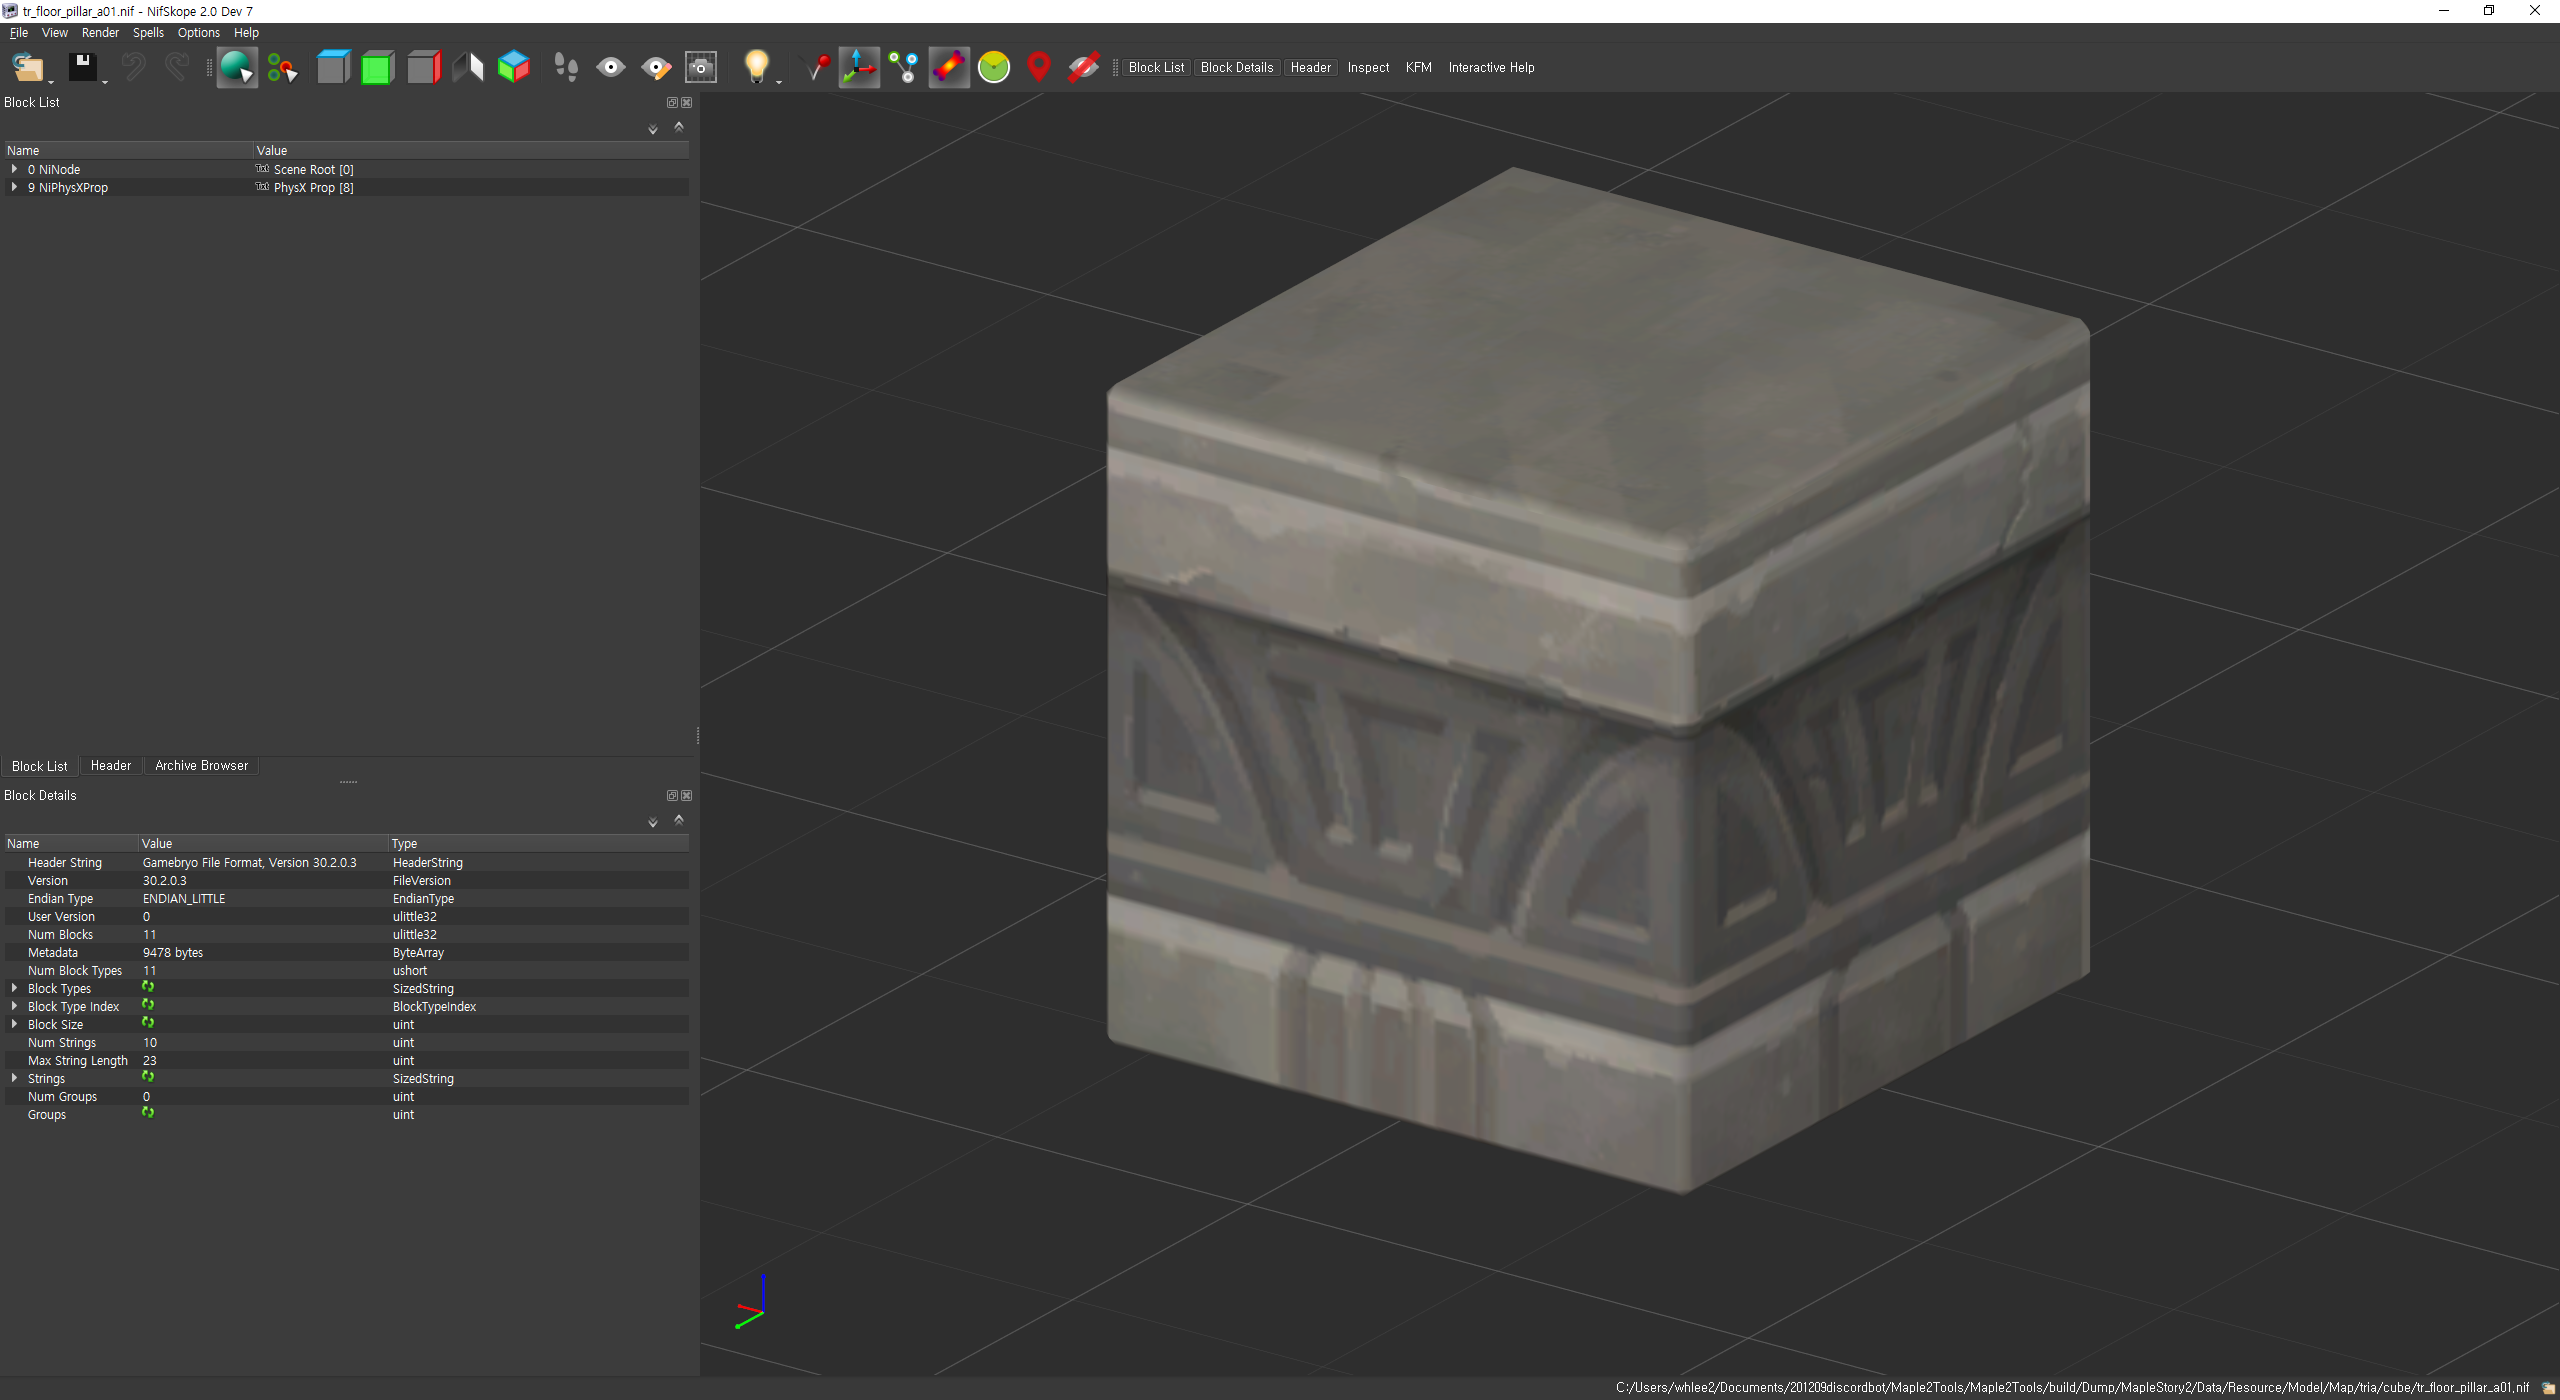 tr_floor_pillar_a01.nif - NifSkope 2.0 Dev 7
File View Render Spells Options Help
Block List Block Details Header Inspect KFM Interactive Help
Block List
Name Value
0 NiNode Txt Scene Root [0]
9 NiPhysXProp Txt PhysX Prop [8]
Block List Header Archive Browser
Block Details
Name Value Type
Header String Gamebryo File Format, Version 30.2.0.3 HeaderString
Version 30.2.0.3 FileVersion
Endian Type ENDIAN_LITTLE EndianType
User Version 0 ulittle32
Num Blocks 11 ulittle32
Metadata 9478 bytes ByteArray
Num Block Types 11 ushort
Block Types SizedString
Block Type Index BlockTypeIndex
Block Size uint
Num Strings 10 uint
Max String Length 23 uint
Strings SizedString
Num Groups 0 uint
Groups uint
C:/Users/whlee2/Documents/201209discordbot/Maple2Tools/Maple2Tools/build/Dump/MapleStory2/Data/Resource/Model/Map/tria/cube/tr_floor_pillar_a01.nif